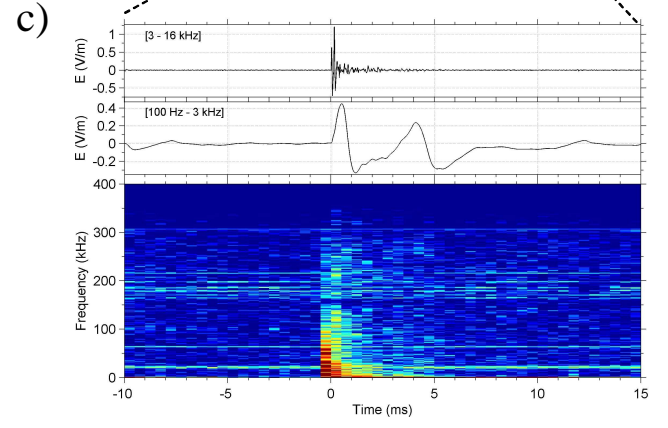 c)
E (V/m)
1
0.5
0
-0.5
[3 - 16 kHz]
E (V/m)
0.4
0.2
0
-0.2
[100 Hz - 3 kHz]
Frequency (kHz)
400
300
200
100
0
-10 -5 0 5 10 15
Time (ms)